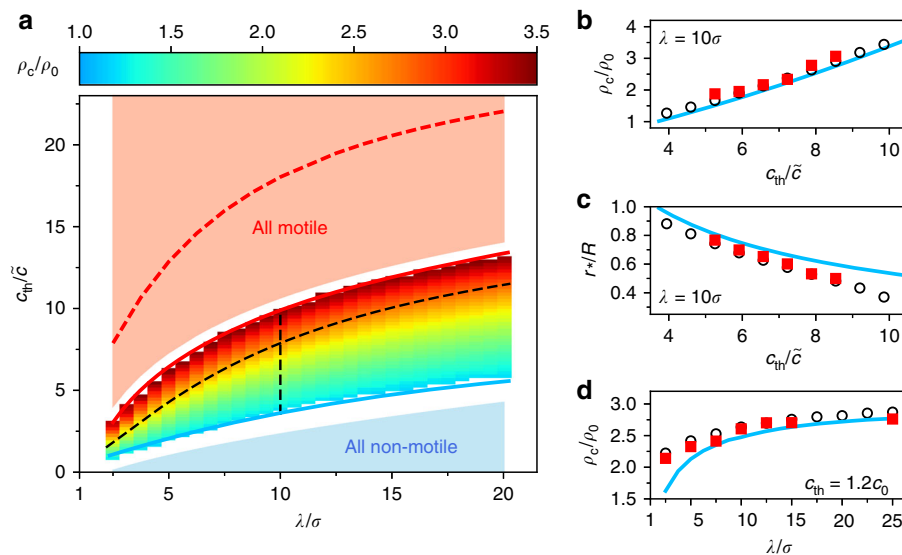 a
1.0 1.5 2.0 2.5 3.0 3.5
ρc/ρ0
20
15
10
5
0
cth/c̃
All motile
All non-motile
1 5 10 15 20
λ/σ
b
4
3
2
1
ρc/ρ0
λ = 10σ
4 6 8 10
cth/c̃
c
1.0
0.8
0.6
0.4
r*/R
λ = 10σ
4 6 8 10
cth/c̃
d
3.0
2.5
2.0
1.5
ρc/ρ0
cth = 1.2c0
1 5 10 15 20 25
λ/σ